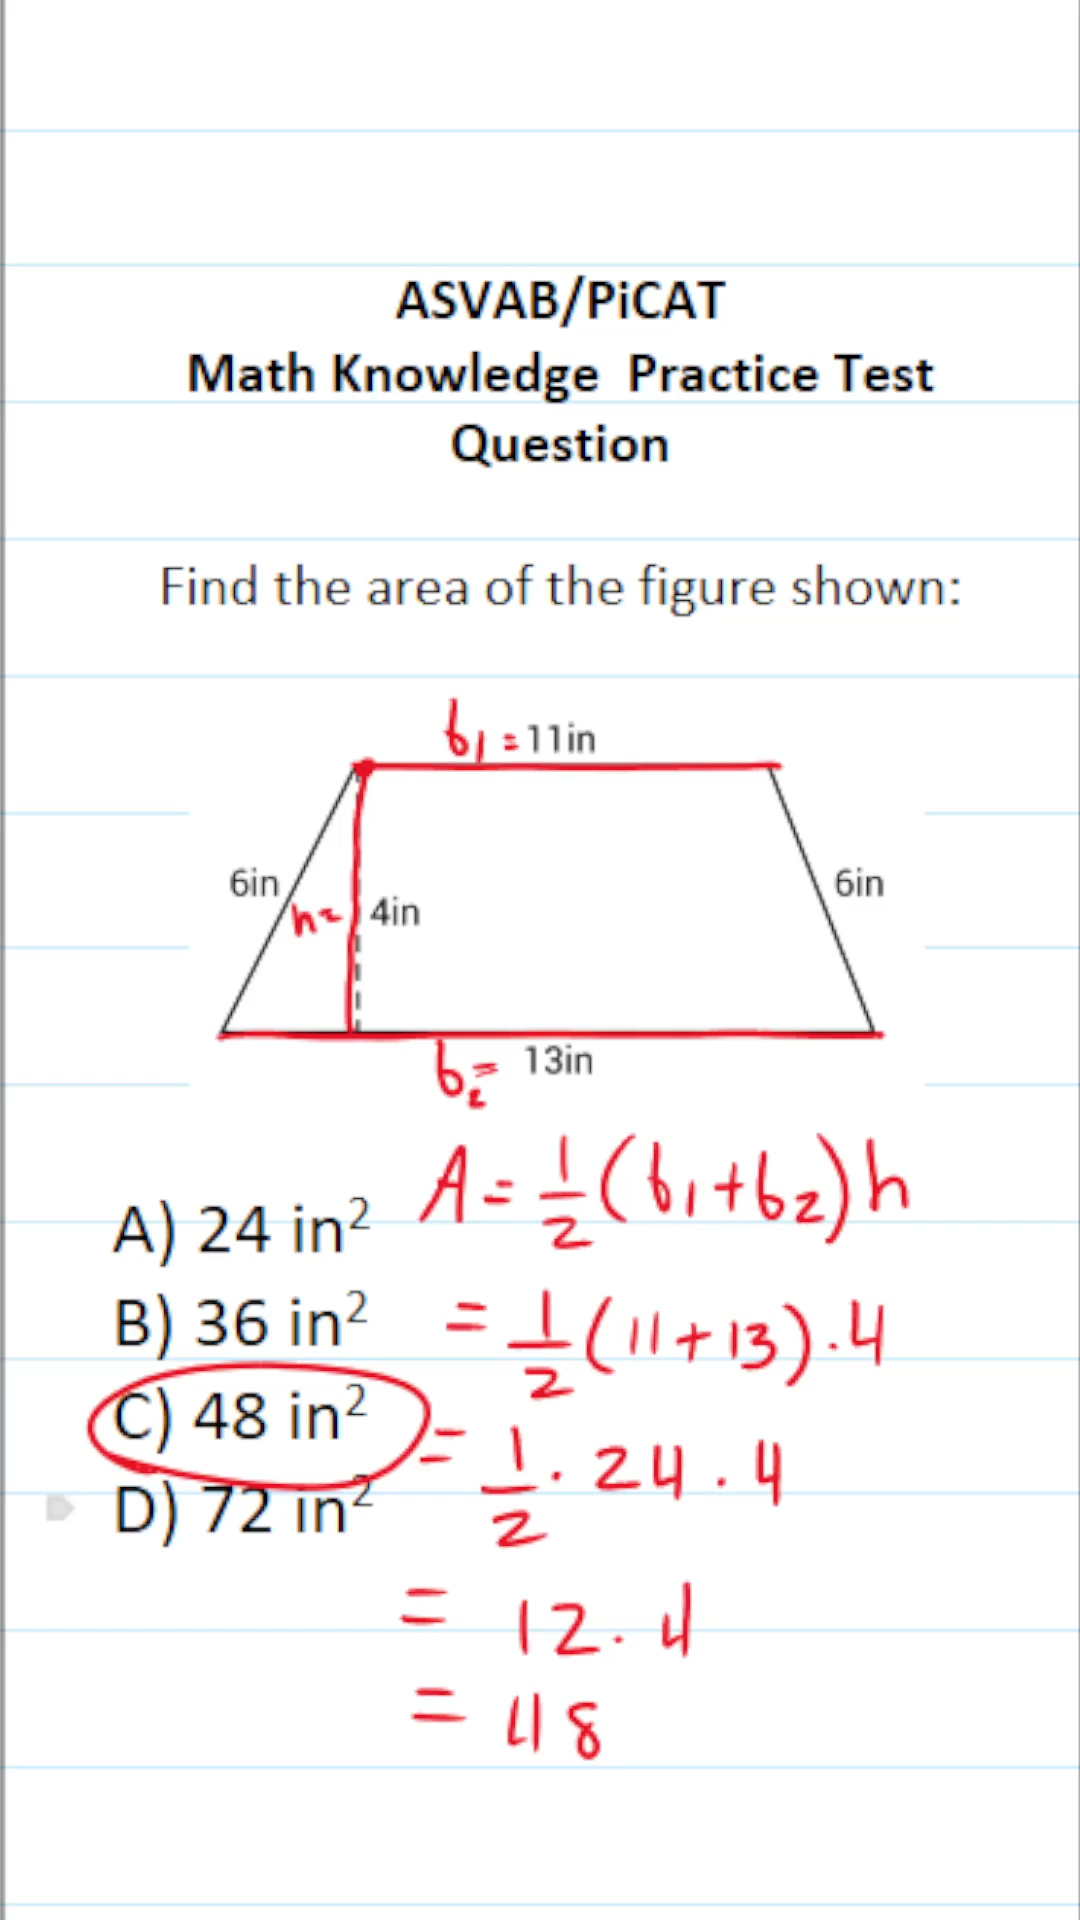 ASVAB/PiCAT
Math Knowledge Practice Test
Question
Find the area of the figure shown:
b₁ = 11in
6in
h = 4in
6in
b₂ = 13in
A = 1/2 (b₁+b₂)h
A) 24 in²
B) 36 in²
= 1/2 (11+13)·4
C) 48 in²
= 1/2 · 24 · 4
D) 72 in²
= 12·4
= 48